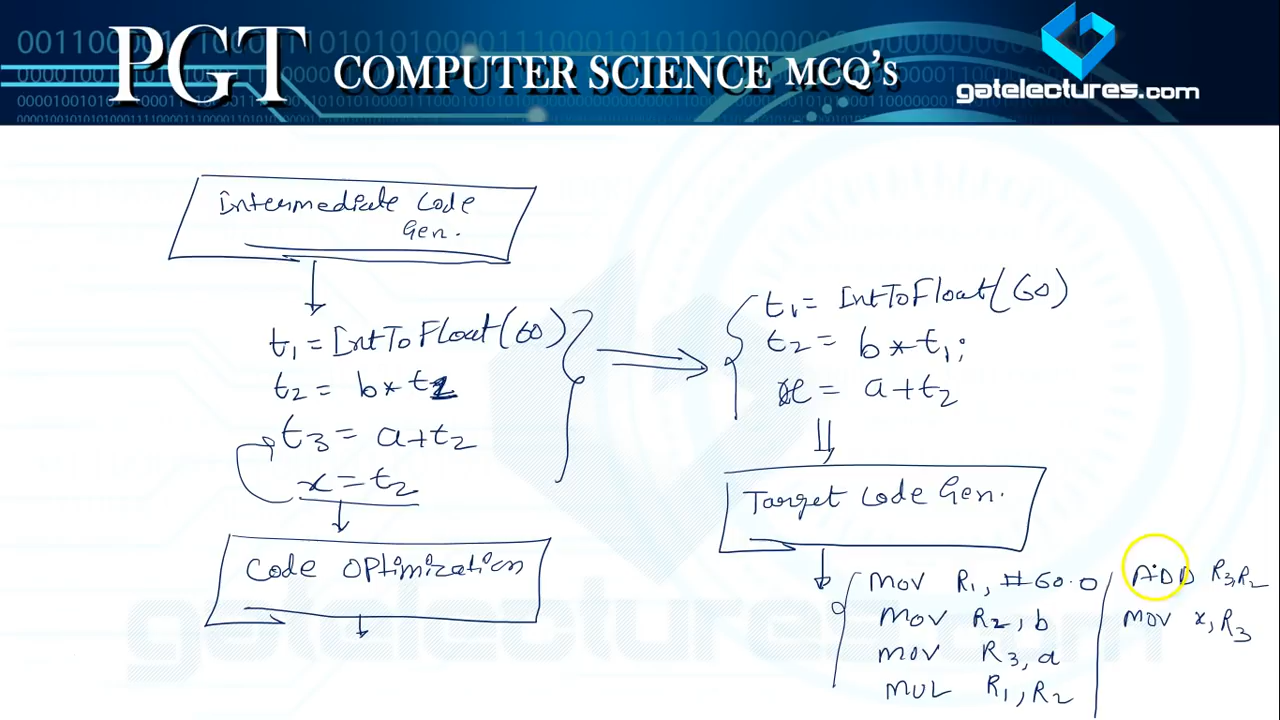 PGT COMPUTER SCIENCE MCQ'S
gatelectures.com
Intermediate Code
Gen.
t1 = IntToFloat(60)
t2 = b* t2
t3 = a+t2
x = t2
Code Optimization
t1 = IntToFloat(60)
t2 = b*t1;
x = a+t2
Target Code Gen.
MOV R1, #60.0
MOV R2, b
MOV R3, a
MUL R1, R2
ADD R3,R2
MOV x, R3